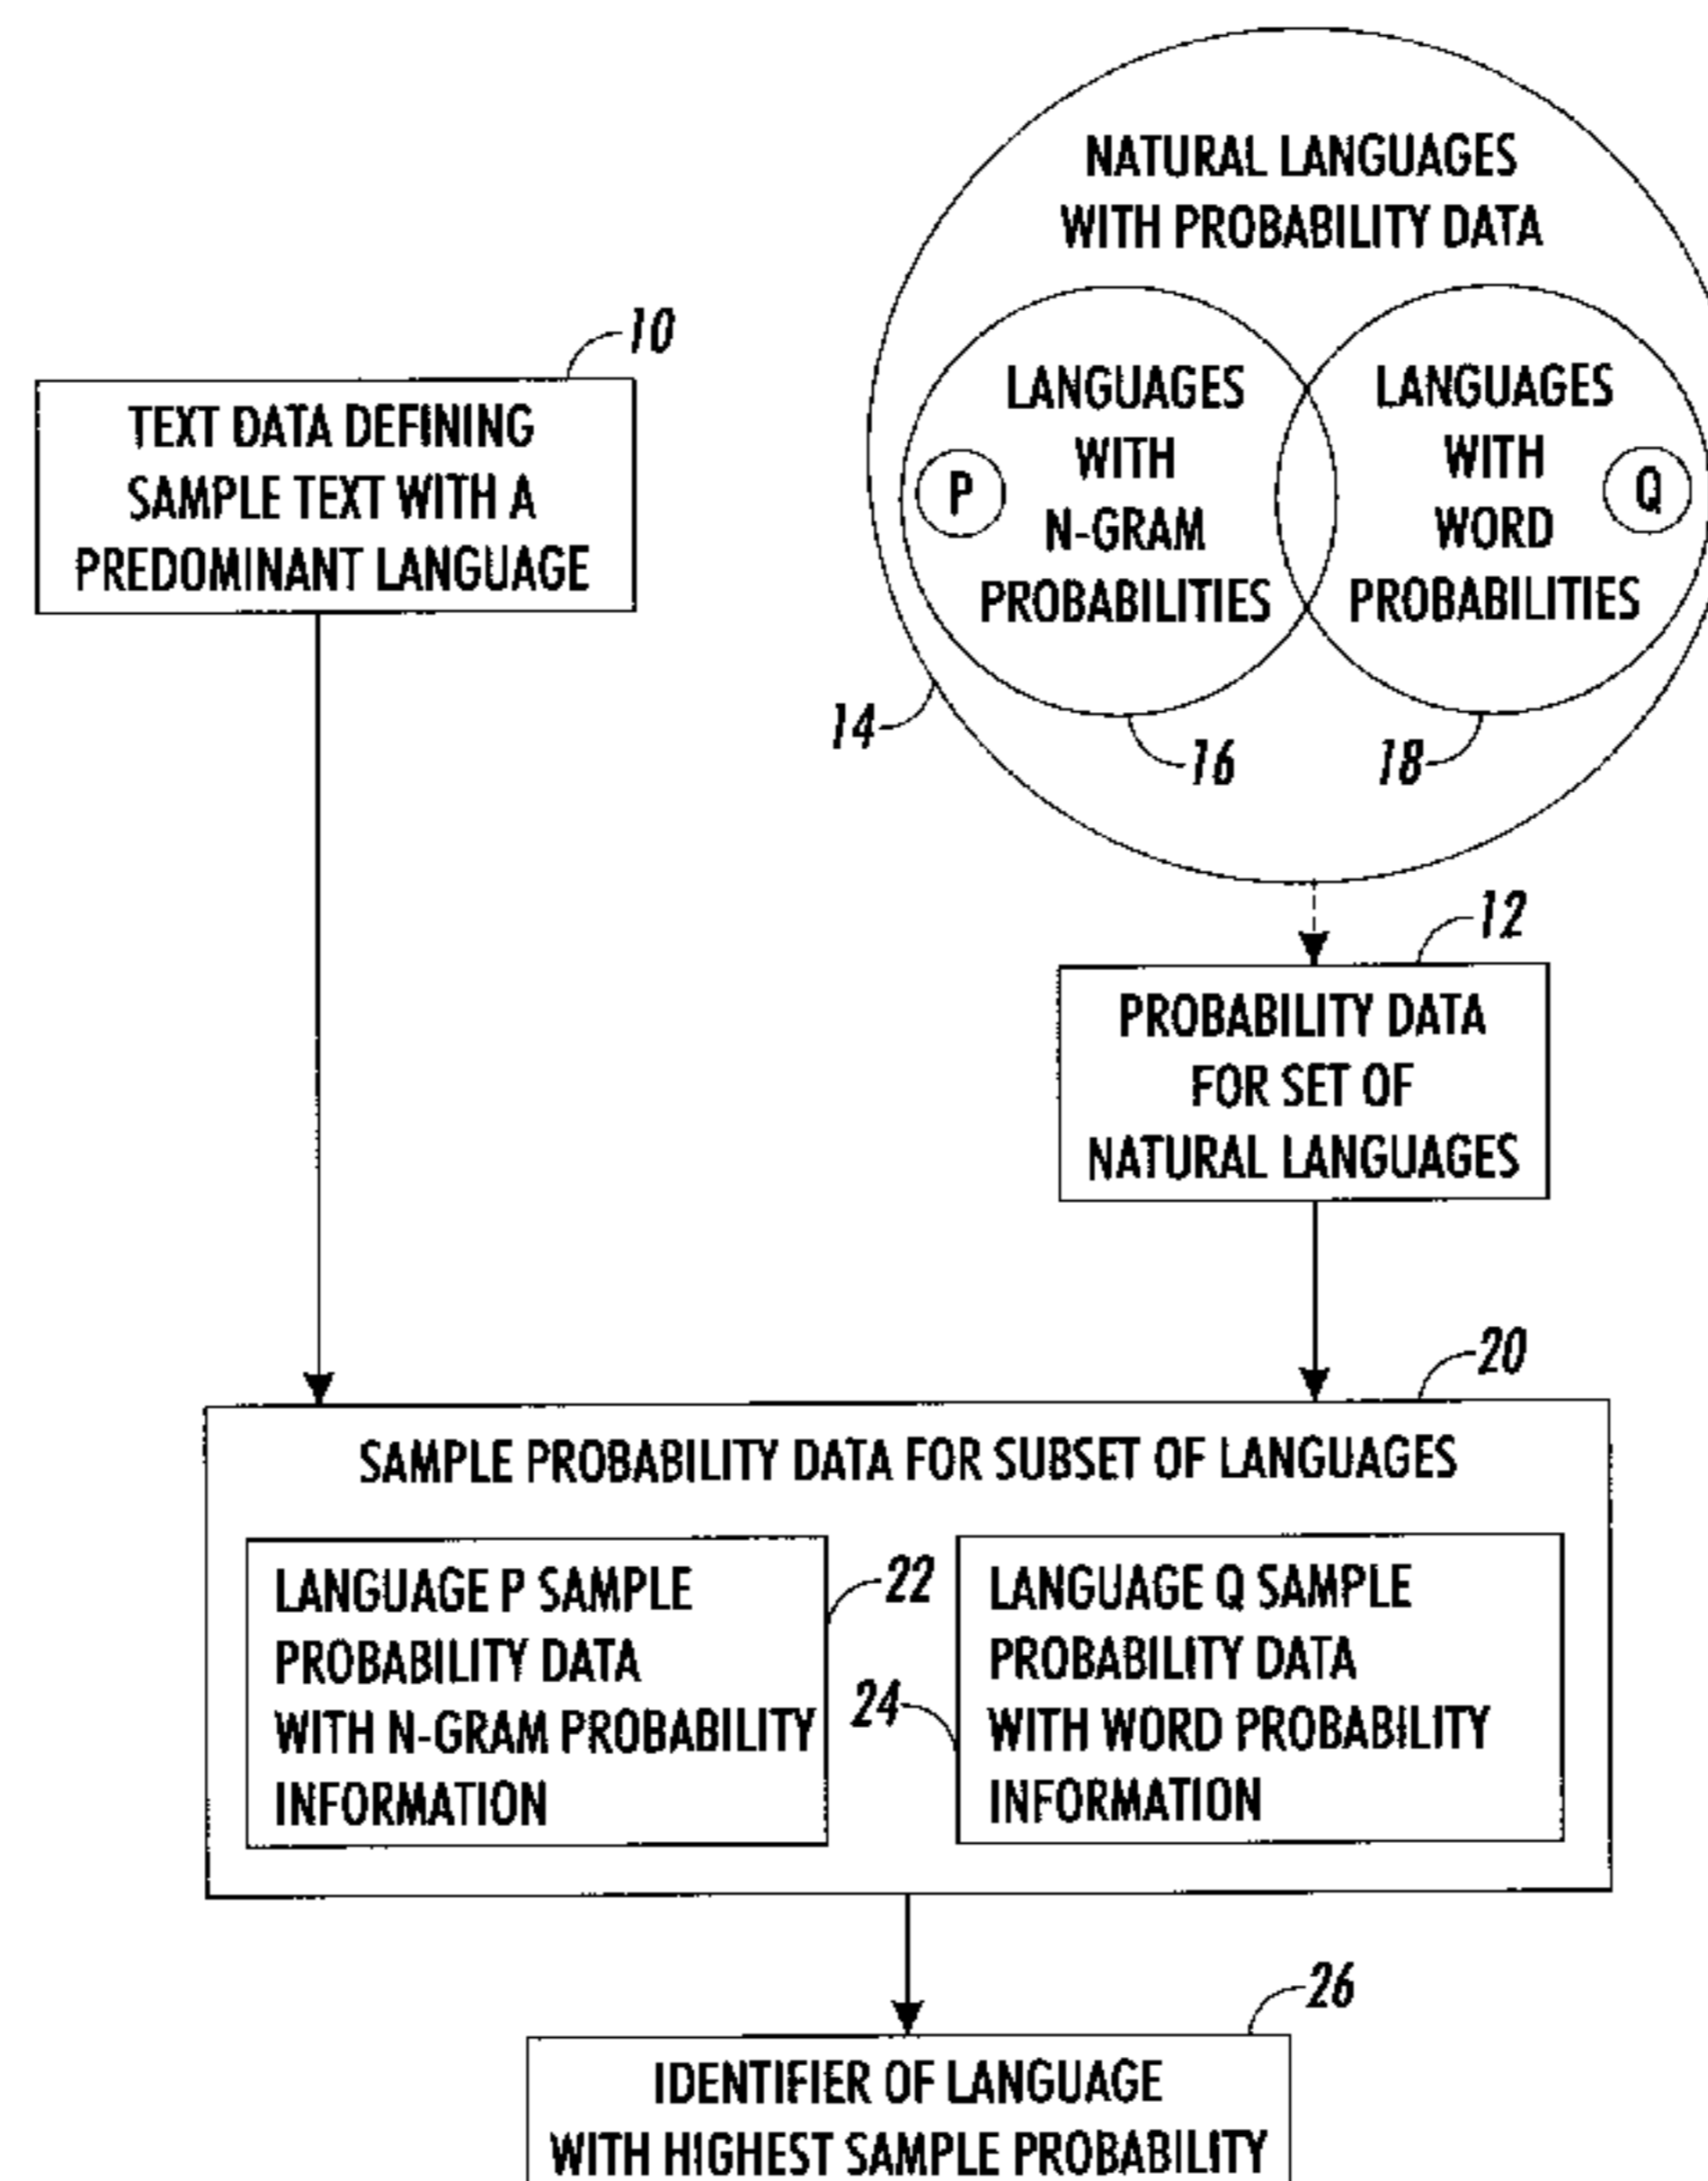 10
TEXT DATA DEFINING
SAMPLE TEXT WITH A
PREDOMINANT LANGUAGE
NATURAL LANGUAGES
WITH PROBABILITY DATA
LANGUAGES
WITH
N-GRAM
PROBABILITIES
P
LANGUAGES
WITH
WORD
PROBABILITIES
Q
14
16
18
12
PROBABILITY DATA
FOR SET OF
NATURAL LANGUAGES
20
SAMPLE PROBABILITY DATA FOR SUBSET OF LANGUAGES
LANGUAGE P SAMPLE
PROBABILITY DATA
WITH N-GRAM PROBABILITY
INFORMATION
22
24
LANGUAGE Q SAMPLE
PROBABILITY DATA
WITH WORD PROBABILITY
INFORMATION
26
IDENTIFIER OF LANGUAGE
WITH HIGHEST SAMPLE PROBABILITY